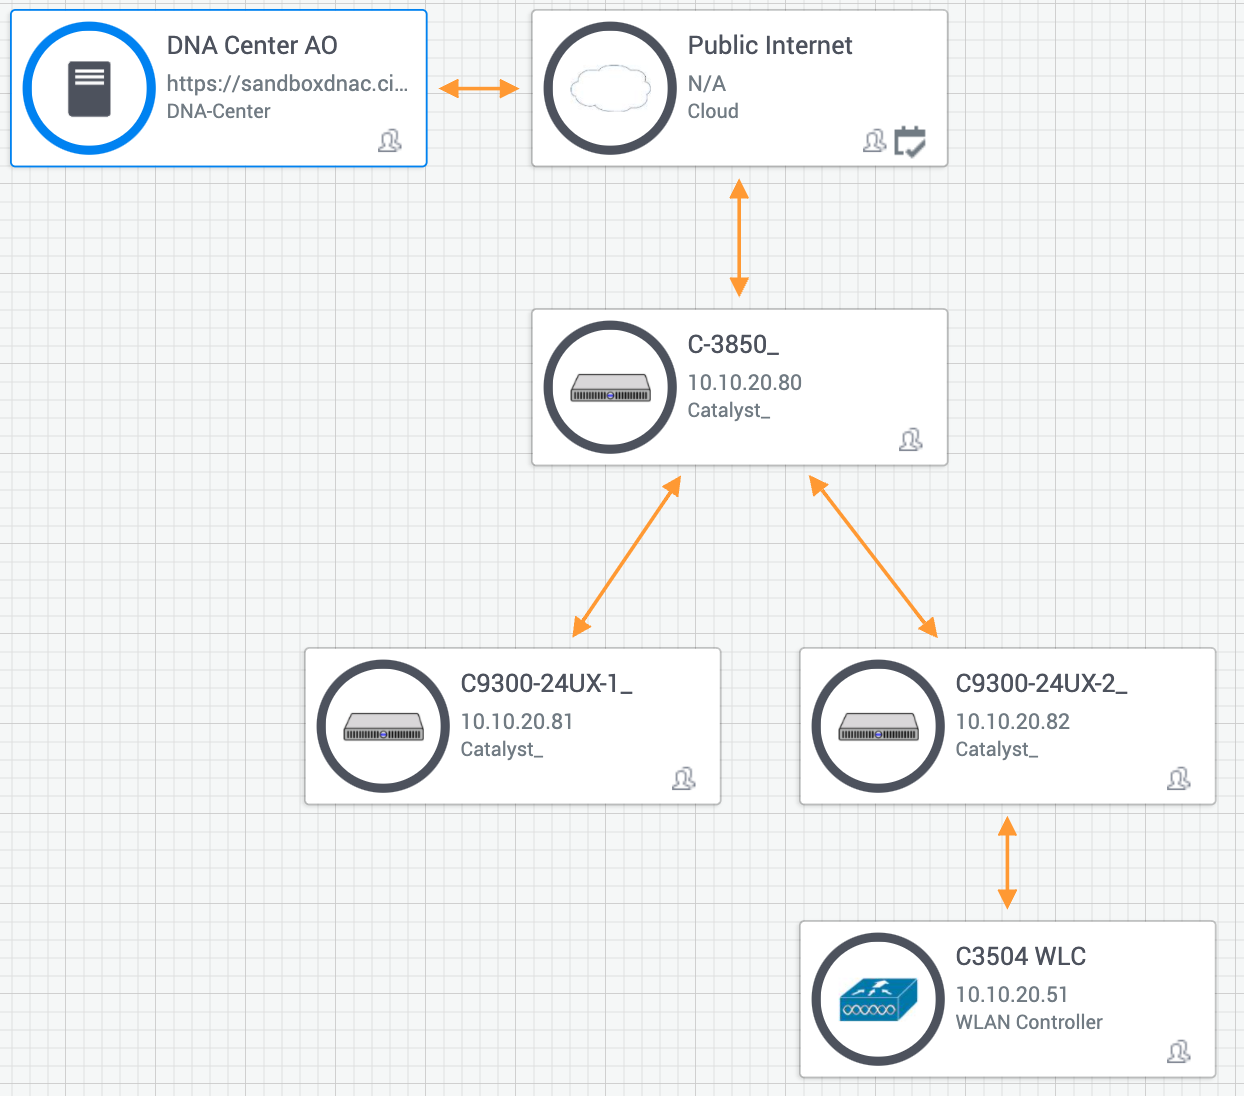 DNA Center AO
https://sandboxdnac.ci...
DNA-Center
Public Internet
N/A
Cloud
C-3850_
10.10.20.80
Catalyst_
C9300-24UX-1_
10.10.20.81
Catalyst_
C9300-24UX-2_
10.10.20.82
Catalyst_
C3504 WLC
10.10.20.51
WLAN Controller